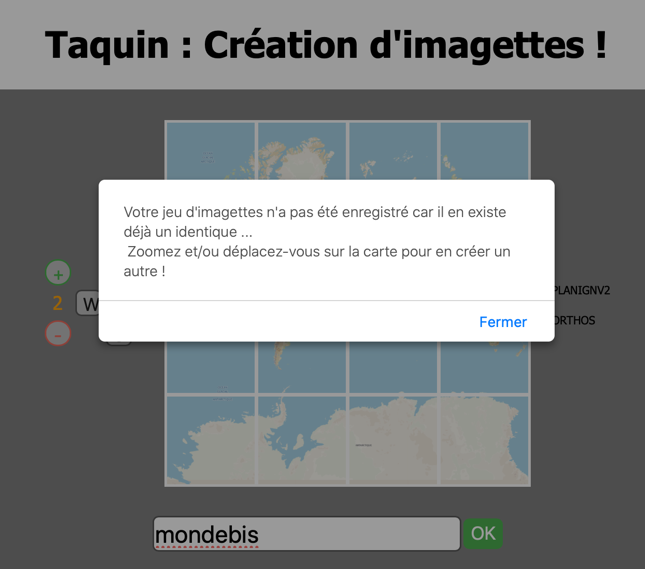 Taquin : Création d'imagettes !
Votre jeu d'imagettes n'a pas été enregistré car il en existe
déjà un identique ...
Zoomez et/ou déplacez-vous sur la carte pour en créer un
autre !
Fermer
+
2
W
-
PLANIGNV2
ORTHOS
mondebis
OK